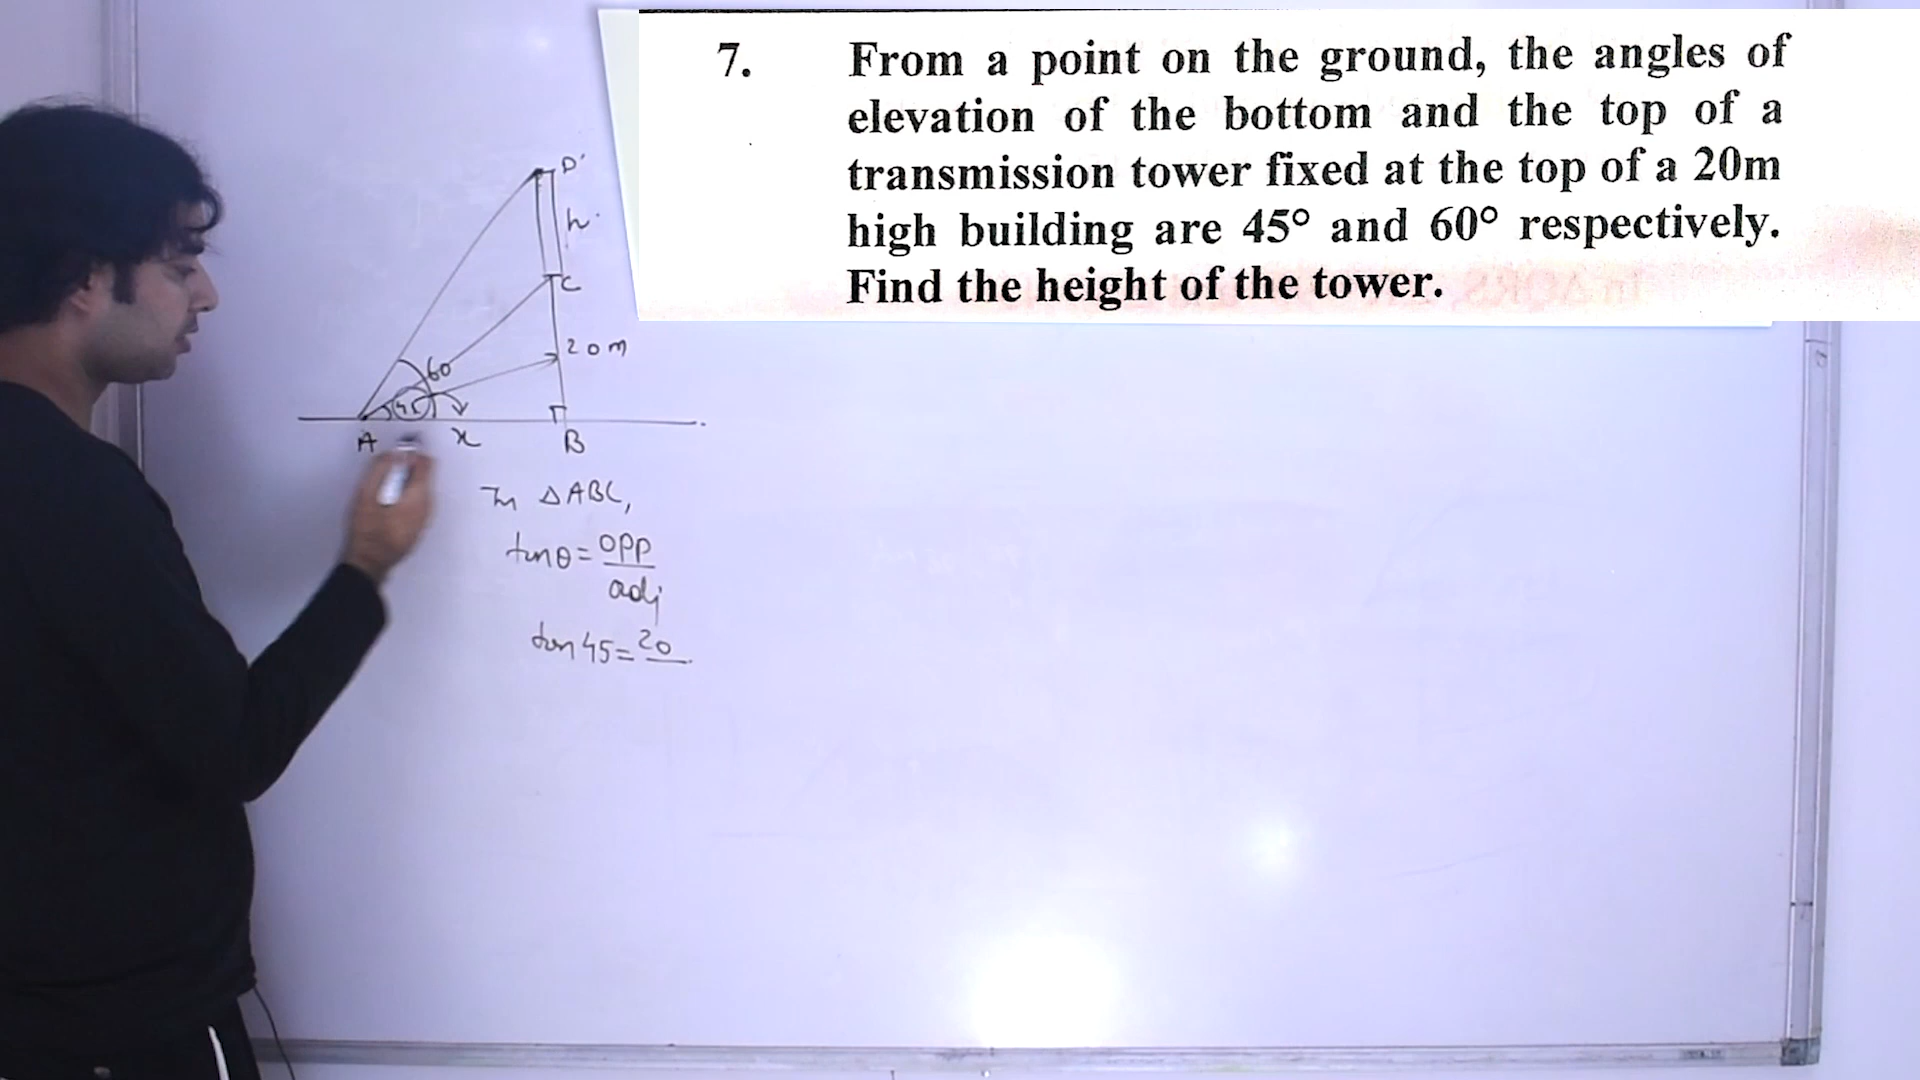 7. From a point on the ground, the angles of
elevation of the bottom and the top of a
transmission tower fixed at the top of a 20m
high building are 45° and 60° respectively.
Find the height of the tower.
D
h
C
20m
60
45
A
x
B
In ΔABC,
tanθ = opp
adj
tan 45 = 20